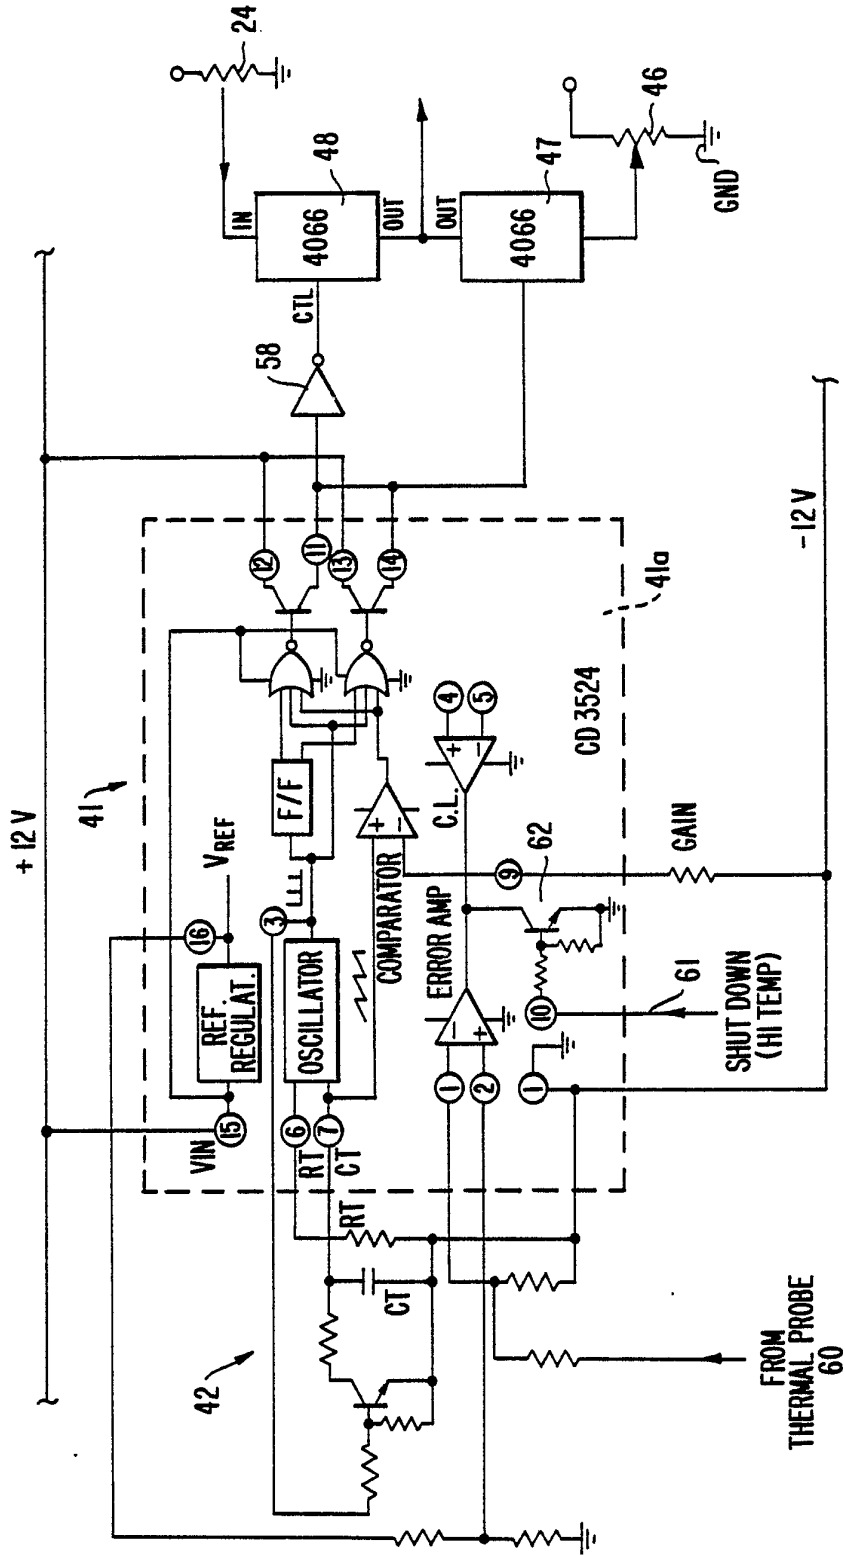 +12 V
41
42
VIN
15
REF.
REGULAT.
16
VREF
3
OSCILLATOR
6
RT
7
CT
RT
CT
F/F
12
11
13
14
58
CTL
IN
4066
48
OUT
24
OUT
4066
47
46
GND
COMPARATOR
+
−
ERROR AMP
−
+
1
2
C.L.
+
−
4
5
9
GAIN
62
10
1
CD 3524
41a
61
SHUT DOWN
(HI TEMP)
-12 V
FROM
THERMAL PROBE
60